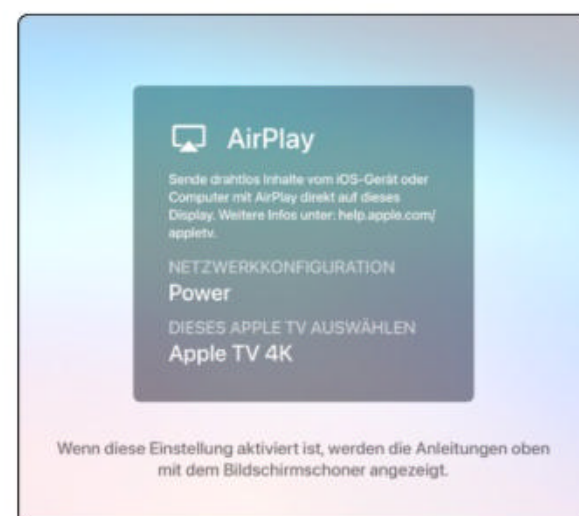 AirPlay
Sende drahtlos Inhalte vom iOS-Gerät oder
Computer mit AirPlay direkt auf dieses
Display. Weitere Infos unter: help.apple.com/
appletv.
NETZWERKKONFIGURATION
Power
DIESES APPLE TV AUSWÄHLEN
Apple TV 4K
Wenn diese Einstellung aktiviert ist, werden die Anleitungen oben
mit dem Bildschirmschoner angezeigt.